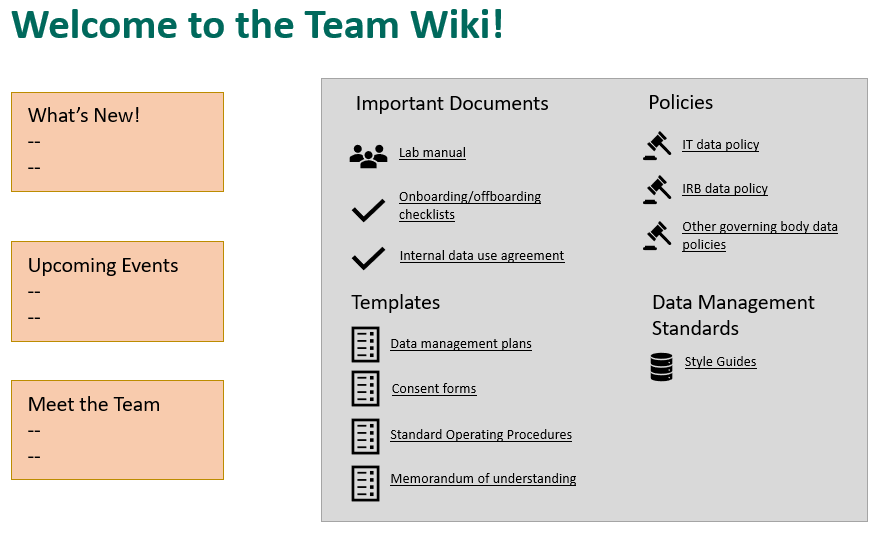 Welcome to the Team Wiki!
What's New!
--
--
Upcoming Events
--
--
Meet the Team
--
--
Important Documents
Lab manual
Onboarding/offboarding
checklists
Internal data use agreement
Templates
Data management plans
Consent forms
Standard Operating Procedures
Memorandum of understanding
Policies
IT data policy
IRB data policy
Other governing body data
policies
Data Management
Standards
Style Guides